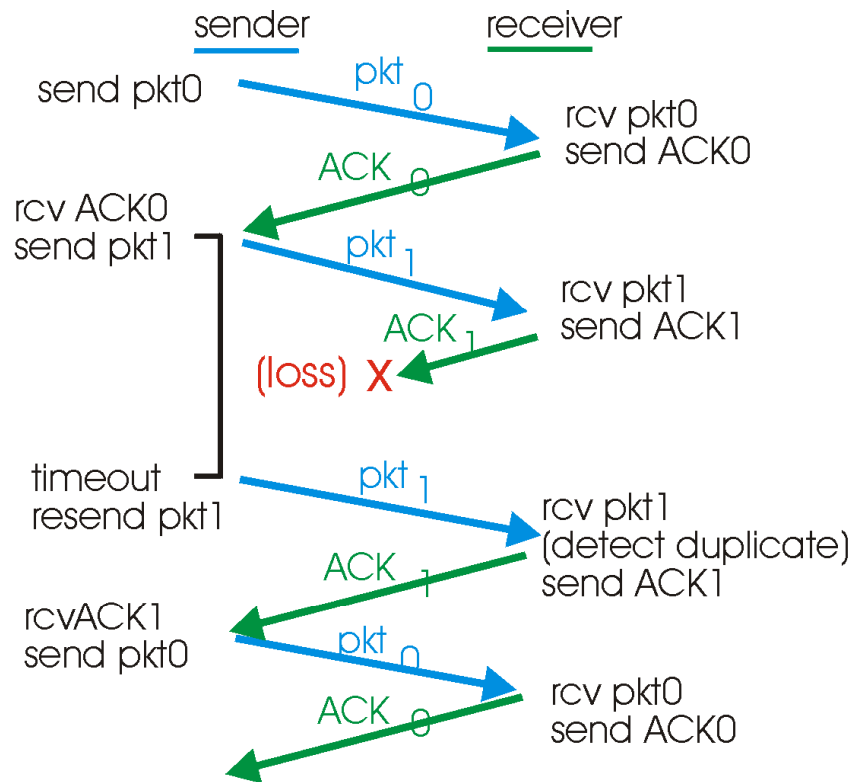 sender
receiver
send pkt0
pkt 0
rcv pkt0
send ACK0
ACK 0
rcv ACK0
send pkt1
pkt 1
rcv pkt1
send ACK1
ACK 1
(loss) X
timeout
resend pkt1
pkt 1
rcv pkt1
(detect duplicate)
send ACK1
ACK 1
rcvACK1
send pkt0
pkt 0
rcv pkt0
send ACK0
ACK 0